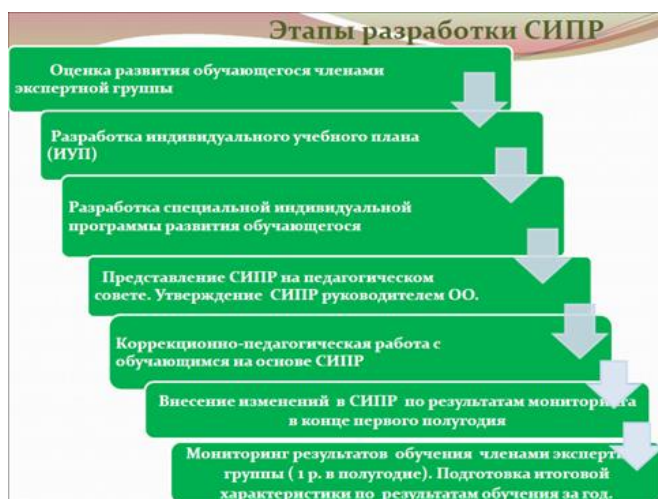 Этапы разработки СИПР
Оценка развития обучающегося членами
экспертной группы
Разработка индивидуального учебного плана
(ИУП)
Разработка специальной индивидуальной
программы развития обучающегося
Представление СИПР на педагогическом
совете. Утверждение СИПР руководителем ОО.
Коррекционно-педагогическая работа с
обучающимся на основе СИПР
Внесение изменений в СИПР по результатам мониторинга
в конце первого полугодия
Мониторинг результатов обучения членами эксперт
группы ( 1 р. в полугодие). Подготовка итоговой
характеристики по результатам обучения за год.